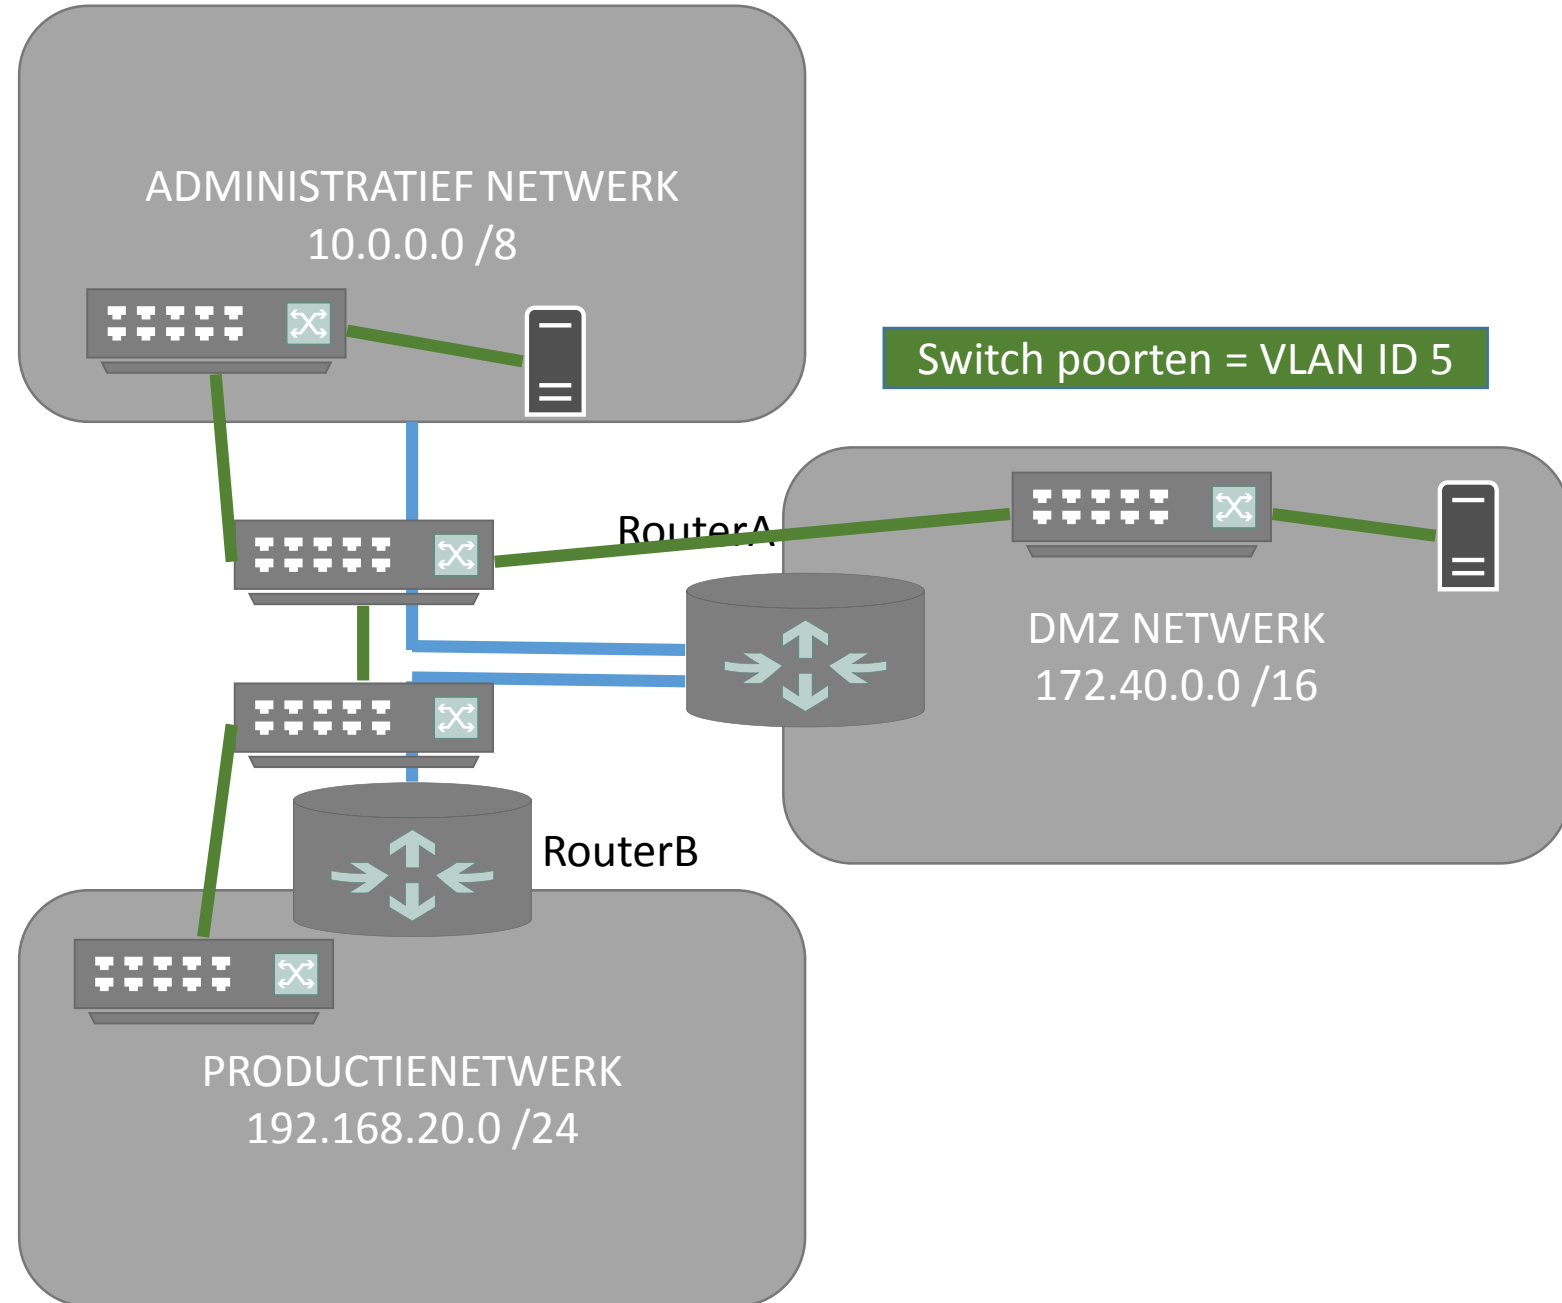 ADMINISTRATIEF NETWERK
10.0.0.0 /8
Switch poorten = VLAN ID 5
RouterA
DMZ NETWERK
172.40.0.0 /16
RouterB
PRODUCTIENETWERK
192.168.20.0 /24